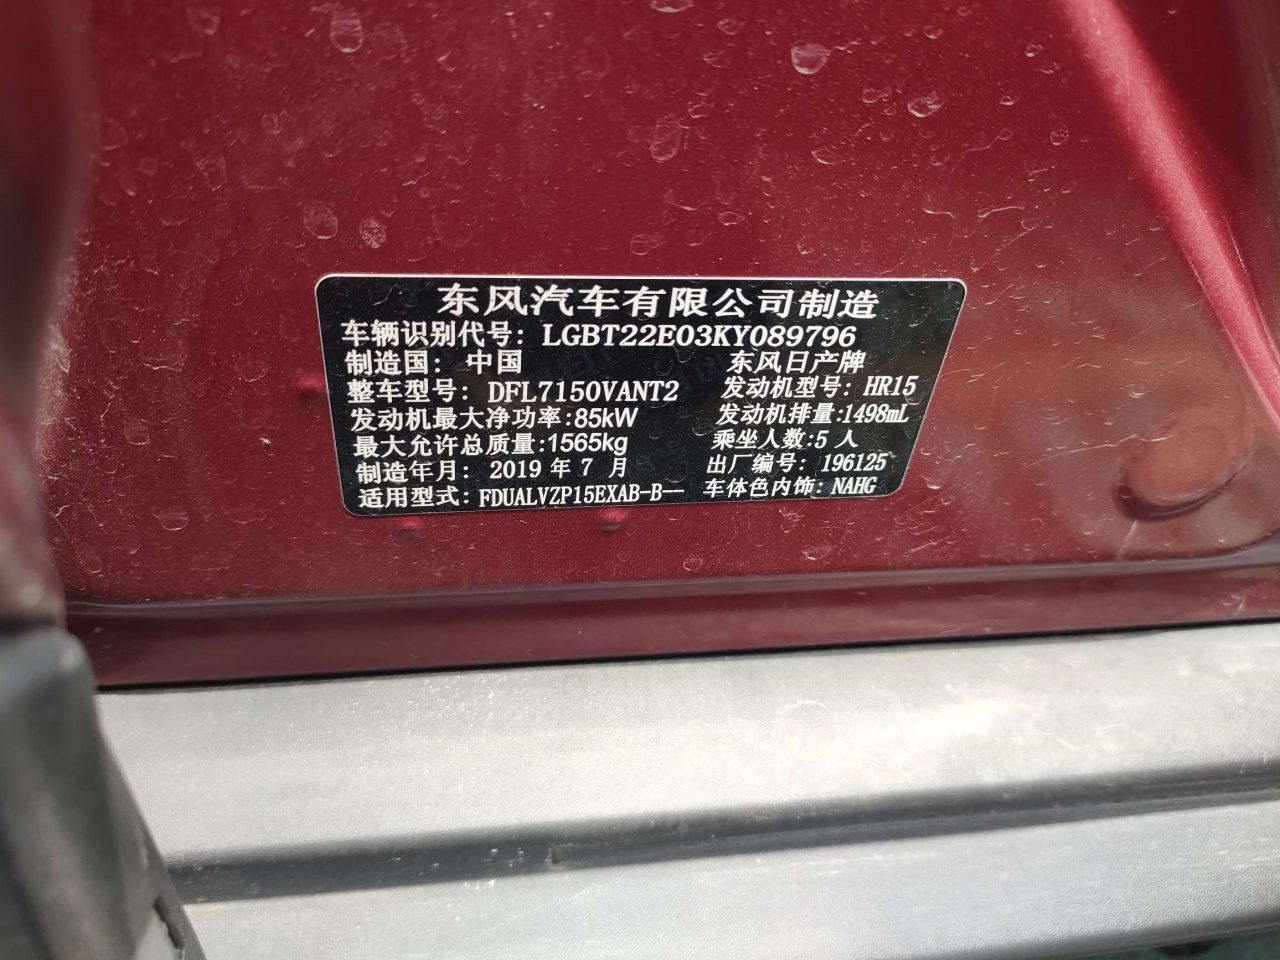 东风汽车有限公司制造
车辆识别代号: LGBT22E03KY089796
制造国: 中国 东风日产牌
整车型号: DFL7150VANT2 发动机型号: HR15
发动机最大净功率:85kW 发动机排量:1498mL
最大允许总质量:1565kg 乘坐人数:5 人
制造年月: 2019 年 7 月 出厂编号: 196125
适用型式: FDUALVZP15EXAB-B-- 车体色内饰: NAHG